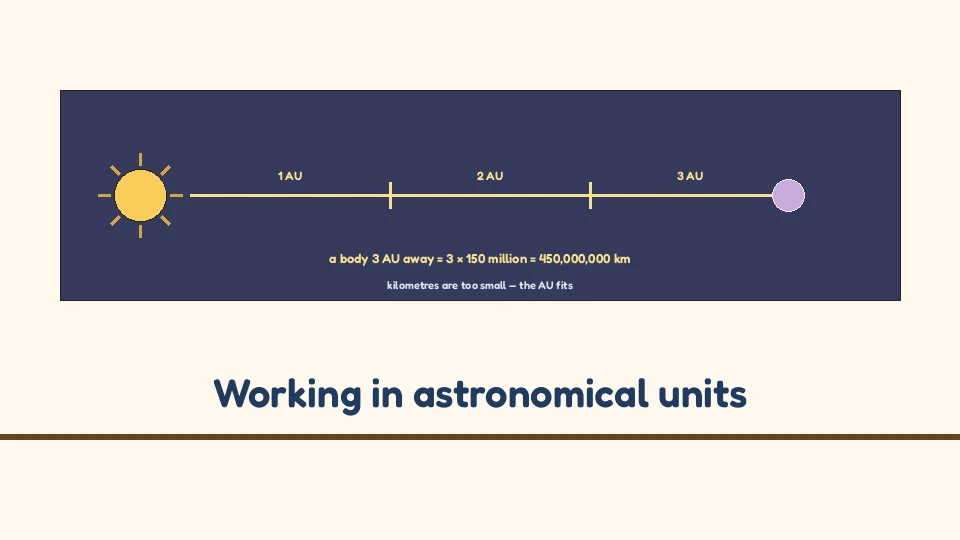 1 AU
2 AU
3 AU
a body 3 AU away = 3 × 150 million = 450,000,000 km
kilometres are too small — the AU fits
Working in astronomical units